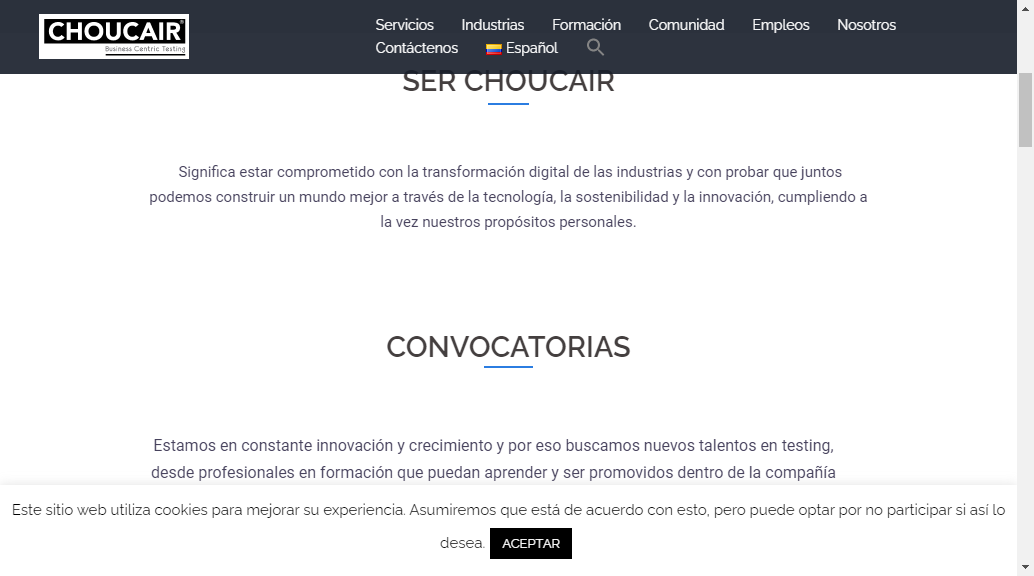 CHOUCAIR®
Business Centric Testing
Servicios Industrias Formación Comunidad Empleos Nosotros
Contáctenos Español
SER CHOUCAIR
Significa estar comprometido con la transformación digital de las industrias y con probar que juntos
podemos construir un mundo mejor a través de la tecnología, la sostenibilidad y la innovación, cumpliendo a
la vez nuestros propósitos personales.
CONVOCATORIAS
Estamos en constante innovación y crecimiento y por eso buscamos nuevos talentos en testing,
desde profesionales en formación que puedan aprender y ser promovidos dentro de la compañía
Este sitio web utiliza cookies para mejorar su experiencia. Asumiremos que está de acuerdo con esto, pero puede optar por no participar si así lo
desea. ACEPTAR